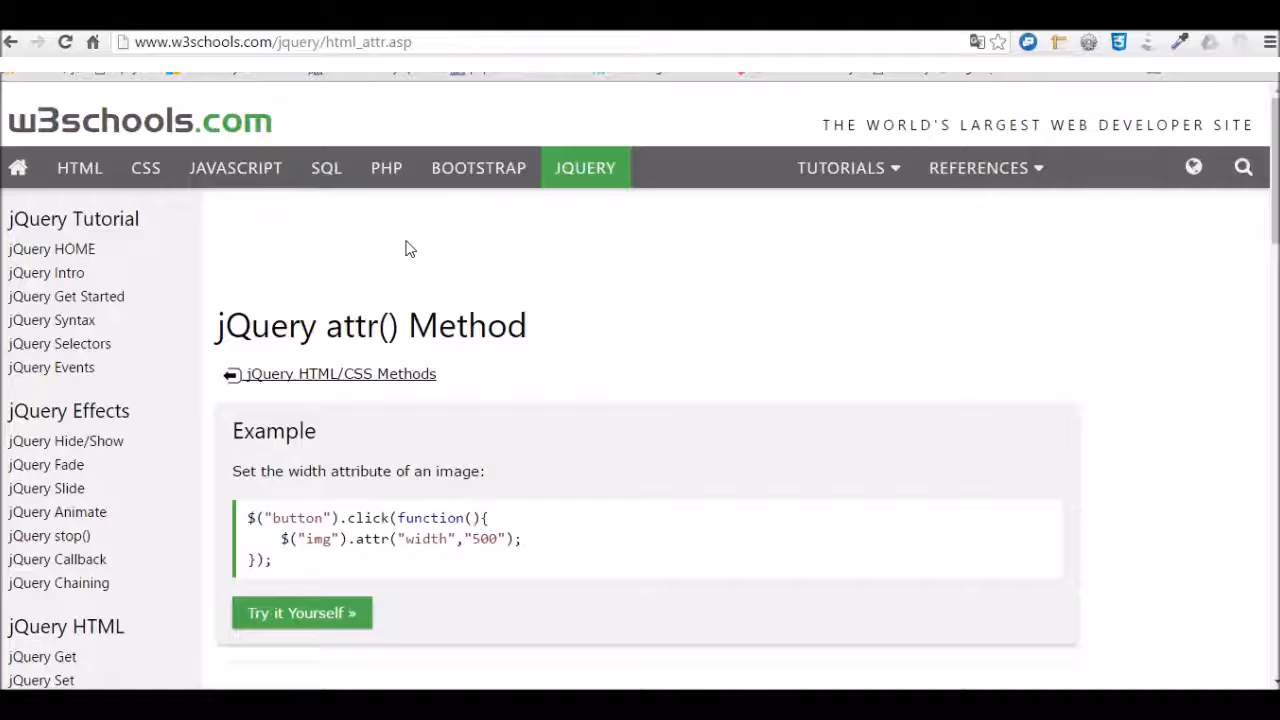 www.w3schools.com/jquery/html_attr.asp
w3schools.com
THE WORLD'S LARGEST WEB DEVELOPER SITE
HTML CSS JAVASCRIPT SQL PHP BOOTSTRAP JQUERY TUTORIALS REFERENCES
jQuery Tutorial
jQuery HOME
jQuery Intro
jQuery Get Started
jQuery Syntax
jQuery Selectors
jQuery Events
jQuery Effects
jQuery Hide/Show
jQuery Fade
jQuery Slide
jQuery Animate
jQuery stop()
jQuery Callback
jQuery Chaining
jQuery HTML
jQuery Get
jQuery Set
jQuery attr() Method
jQuery HTML/CSS Methods
Example
Set the width attribute of an image:
$("button").click(function(){
    $("img").attr("width","500");
});
Try it Yourself »